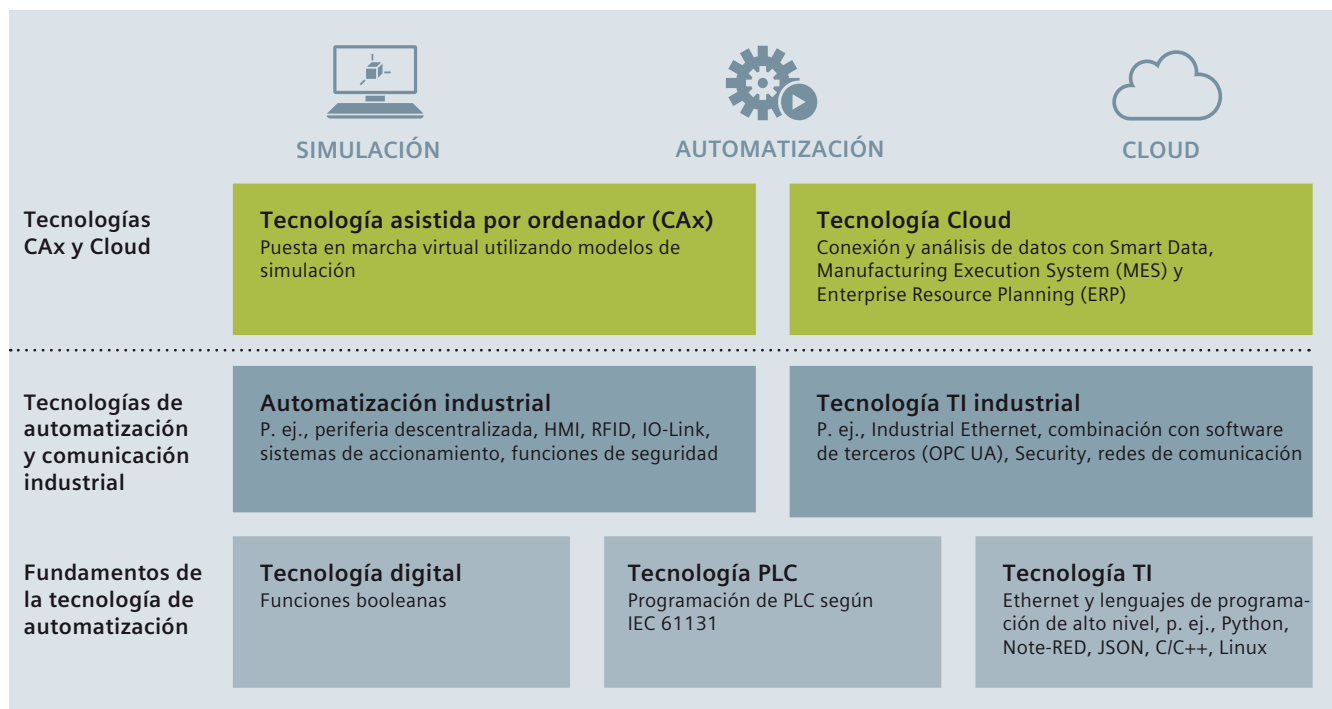 SIMULACIÓN
AUTOMATIZACIÓN
CLOUD
Tecnologías
CAx y Cloud
Tecnología asistida por ordenador (CAx)
Puesta en marcha virtual utilizando modelos de
simulación
Tecnología Cloud
Conexión y análisis de datos con Smart Data,
Manufacturing Execution System (MES) y
Enterprise Resource Planning (ERP)
Tecnologías de
automatización
y comunicación
industrial
Automatización industrial
P. ej., periferia descentralizada, HMI, RFID, IO-Link,
sistemas de accionamiento, funciones de seguridad
Tecnología TI industrial
P. ej., Industrial Ethernet, combinación con software
de terceros (OPC UA), Security, redes de comunicación
Fundamentos de
la tecnología de
automatización
Tecnología digital
Funciones booleanas
Tecnología PLC
Programación de PLC según
IEC 61131
Tecnología TI
Ethernet y lenguajes de programa-
ción de alto nivel, p. ej., Python,
Note-RED, JSON, C/C++, Linux